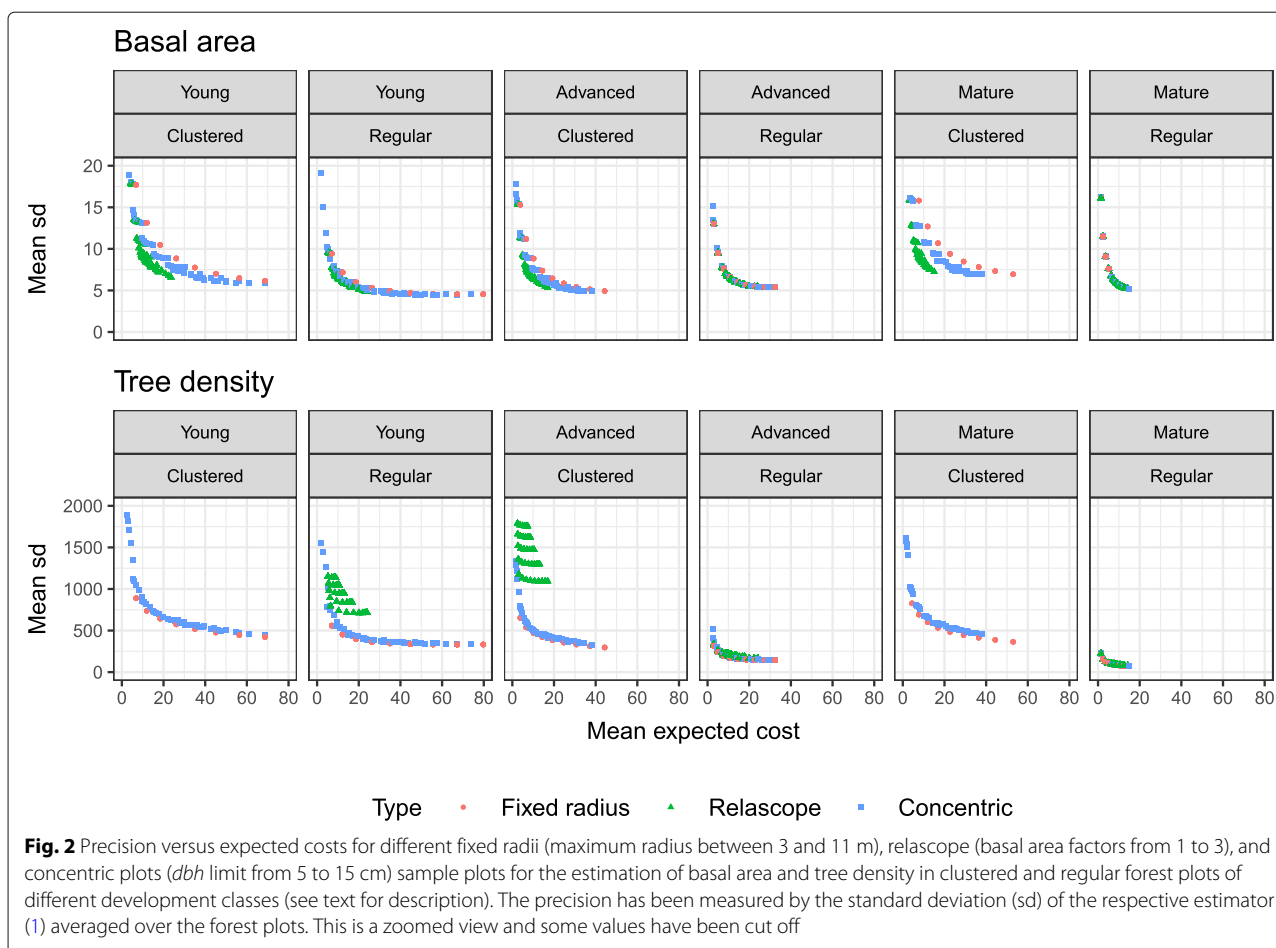 Basal area
Young Young Advanced Advanced Mature Mature
Clustered Regular Clustered Regular Clustered Regular
20
15
10
5
0
Mean sd
Tree density
Young Young Advanced Advanced Mature Mature
Clustered Regular Clustered Regular Clustered Regular
2000
1500
1000
500
0
Mean sd
0 20 40 60 80 0 20 40 60 80 0 20 40 60 80 0 20 40 60 80 0 20 40 60 80 0 20 40 60 80
Mean expected cost
Type Fixed radius Relascope Concentric
Fig. 2 Precision versus expected costs for different fixed radii (maximum radius between 3 and 11 m), relascope (basal area factors from 1 to 3), and
concentric plots (dbh limit from 5 to 15 cm) sample plots for the estimation of basal area and tree density in clustered and regular forest plots of
different development classes (see text for description). The precision has been measured by the standard deviation (sd) of the respective estimator
(1) averaged over the forest plots. This is a zoomed view and some values have been cut off